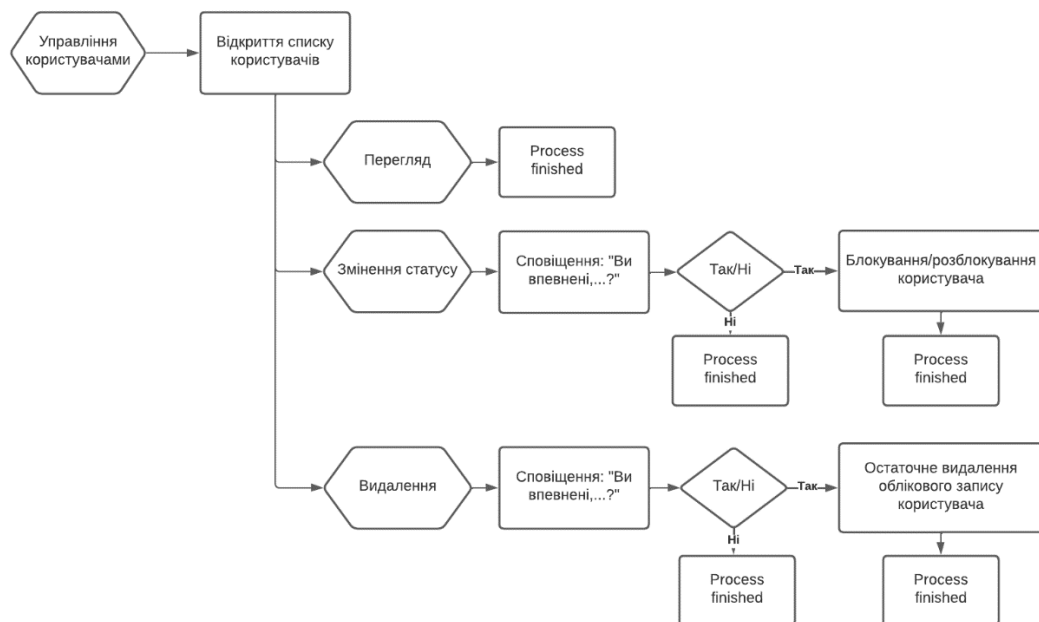 Управління
користувачами
Відкриття списку
користувачів
Перегляд
Process
finished
Змінення статусу
Сповіщення: "Ви
впевнені,...?"
Так/Ні
Так
Блокування/розблокування
користувача
Ні
Process
finished
Process
finished
Видалення
Сповіщення: "Ви
впевнені,...?"
Так/Ні
Так
Остаточне видалення
облікового запису
користувача
Ні
Process
finished
Process
finished